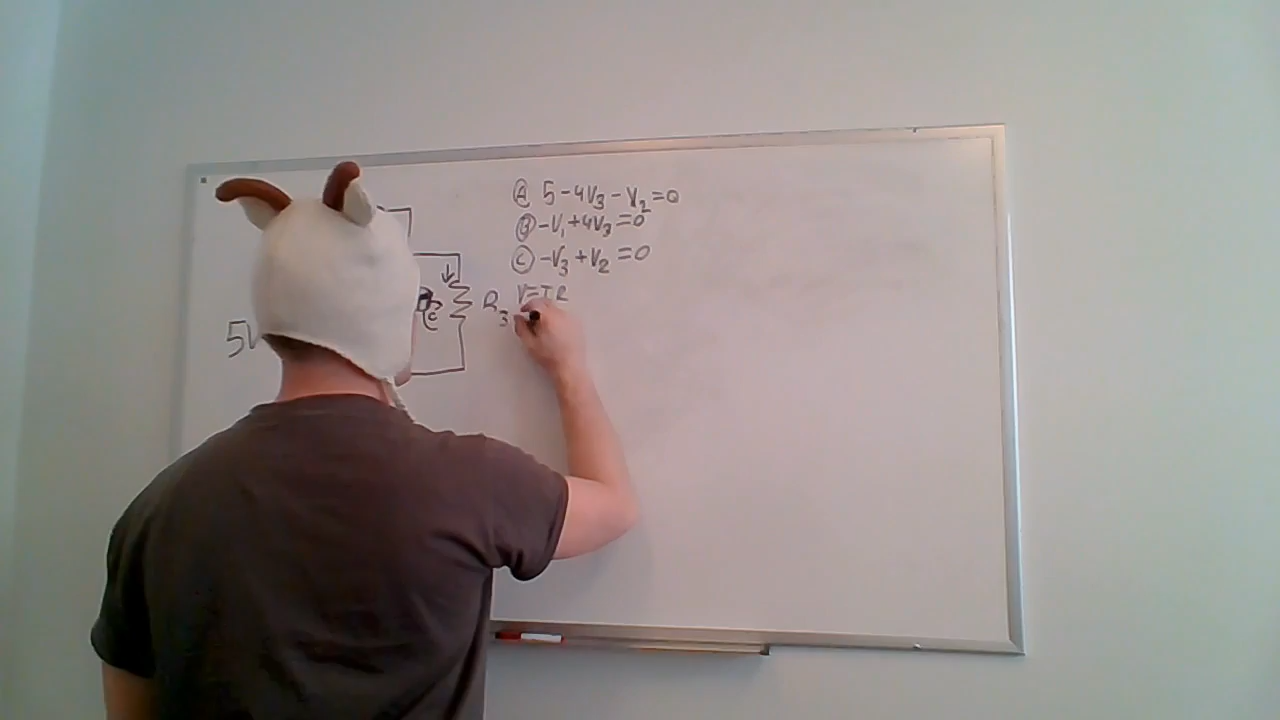 Ⓐ 5-4V₃-V₂=0
Ⓑ -V₁+4V₃=0
Ⓒ -V₃+V₂=0
V=IR
5V
C
R₃